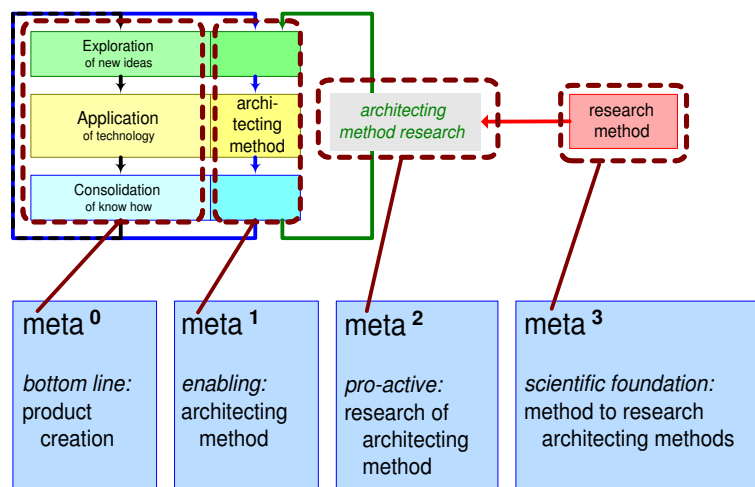 Exploration
of new ideas
Application
of technology
Consolidation
of know how
archi-
tecting
method
architecting
method research
research
method
meta 0
bottom line:
product
creation
meta 1
enabling:
architecting
method
meta 2
pro-active:
research of
architecting
method
meta 3
scientific foundation:
method to research
architecting methods